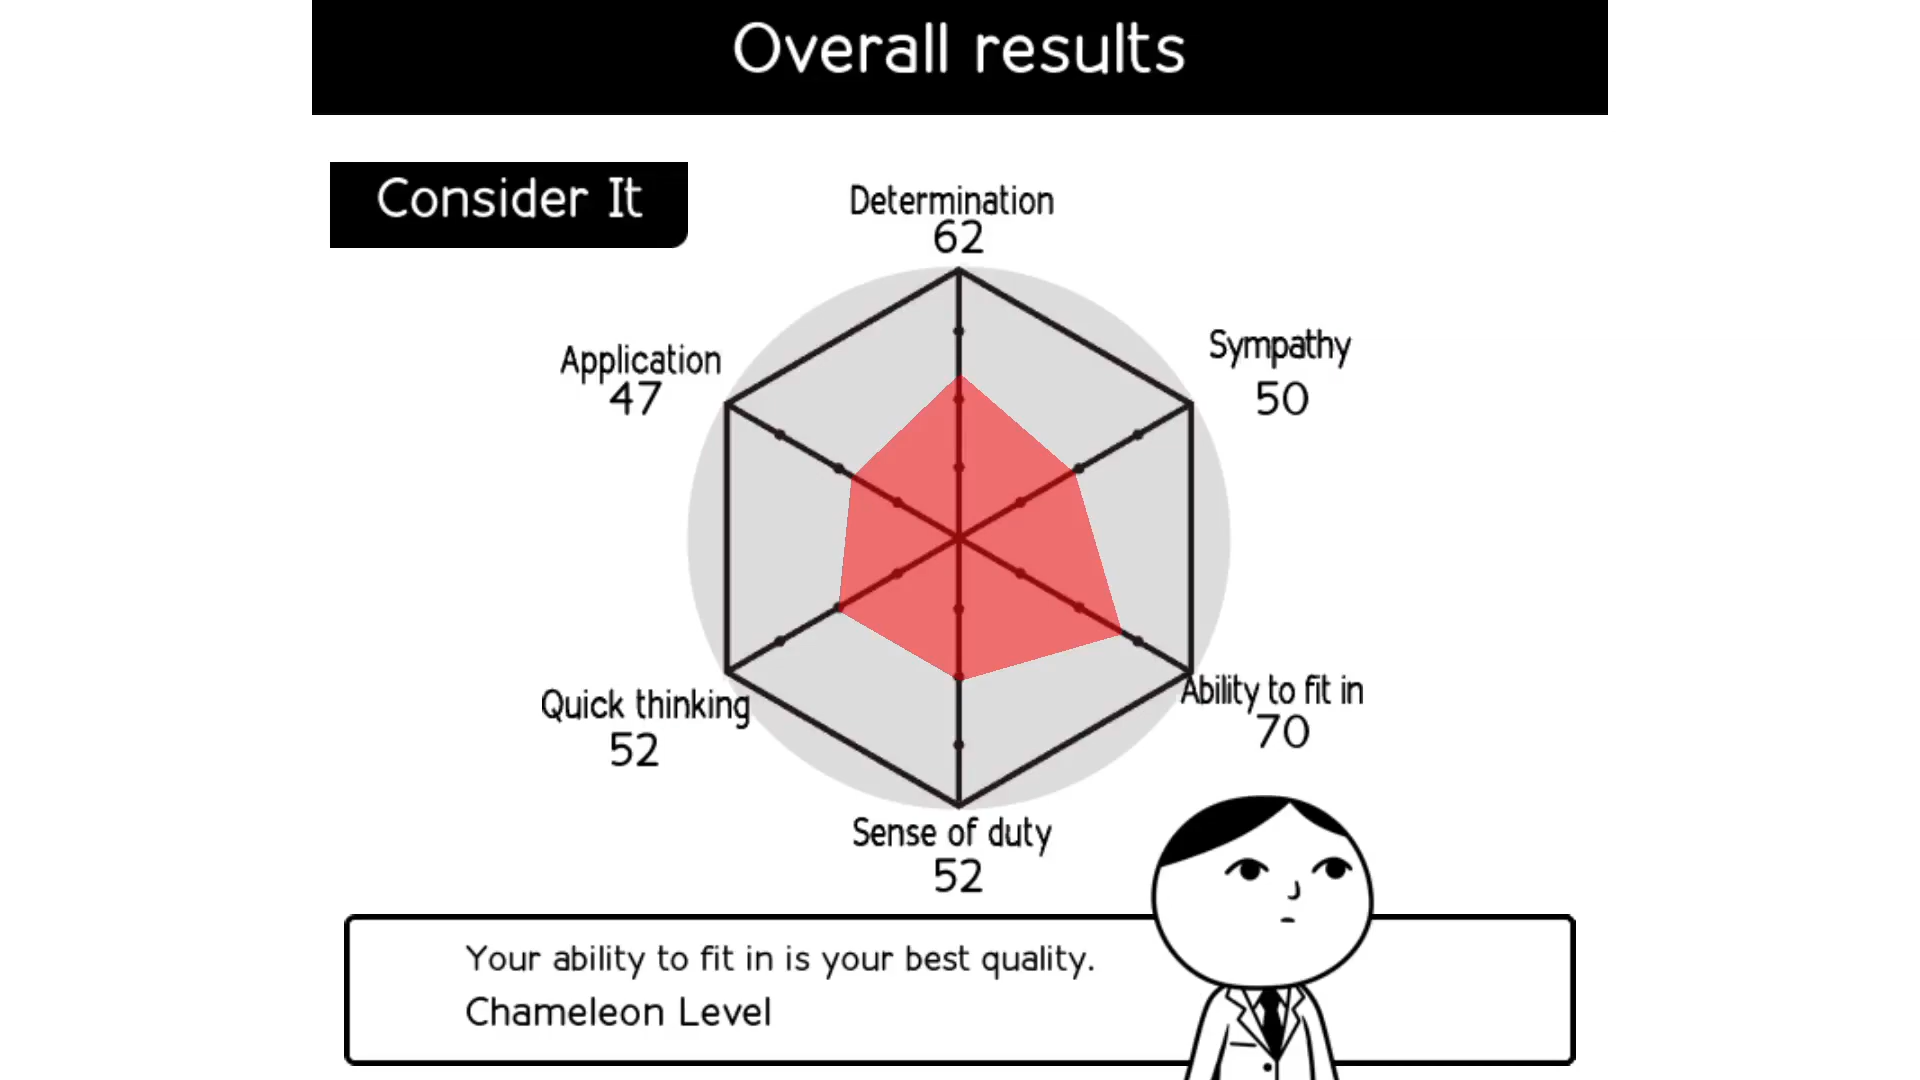 Overall results
Consider It
Determination
62
Application
47
Sympathy
50
Quick thinking
52
Ability to fit in
70
Sense of duty
52
Your ability to fit in is your best quality.
Chameleon Level